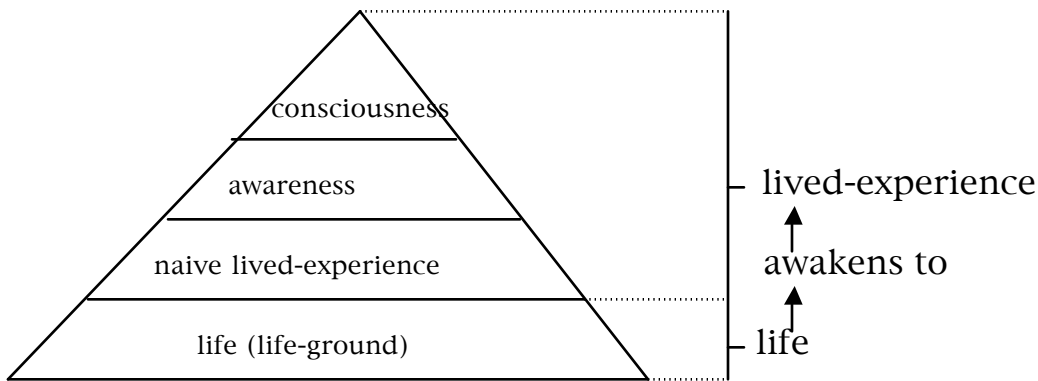 consciousness
awareness
naive lived-experience
life (life-ground)
lived-experience
awakens to
life